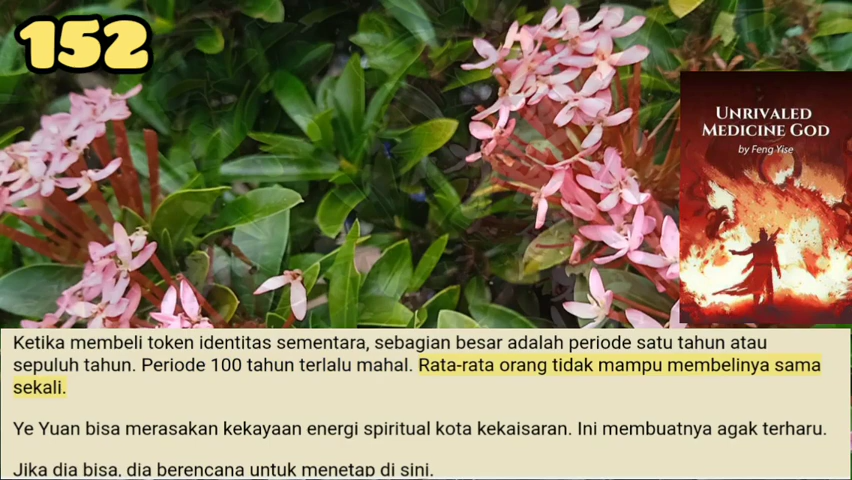 152
UNRIVALED
MEDICINE GOD
by Feng Yise
Ketika membeli token identitas sementara, sebagian besar adalah periode satu tahun atau
sepuluh tahun. Periode 100 tahun terlalu mahal. Rata-rata orang tidak mampu membelinya sama
sekali.
Ye Yuan bisa merasakan kekayaan energi spiritual kota kekaisaran. Ini membuatnya agak terharu.
Jika dia bisa, dia berencana untuk menetap di sini.